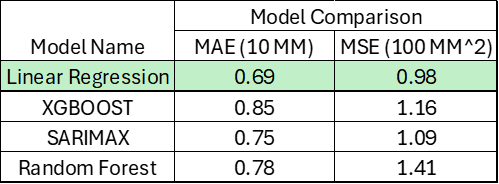 Model Comparison
Model Name MAE (10 MM) MSE (100 MM^2)
Linear Regression 0.69 0.98
XGBOOST 0.85 1.16
SARIMAX 0.75 1.09
Random Forest 0.78 1.41